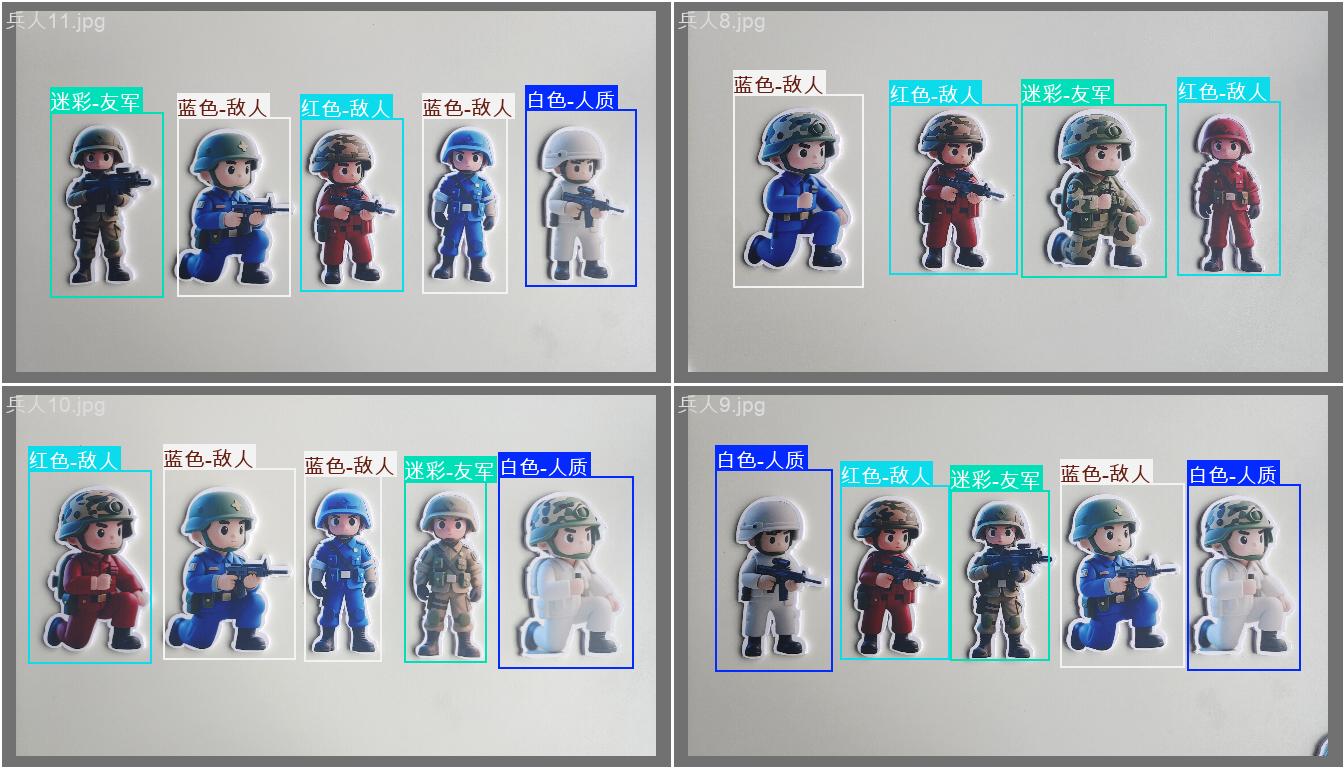 兵人11.jpg
迷彩-友军
蓝色-敌人
红色-敌人
蓝色-敌人
白色-人质
兵人8.jpg
蓝色-敌人
红色-敌人
迷彩-友军
红色-敌人
兵人10.jpg
红色-敌人
蓝色-敌人
蓝色-敌人
迷彩-友军
白色-人质
兵人9.jpg
白色-人质
红色-敌人
迷彩-友军
蓝色-敌人
白色-人质